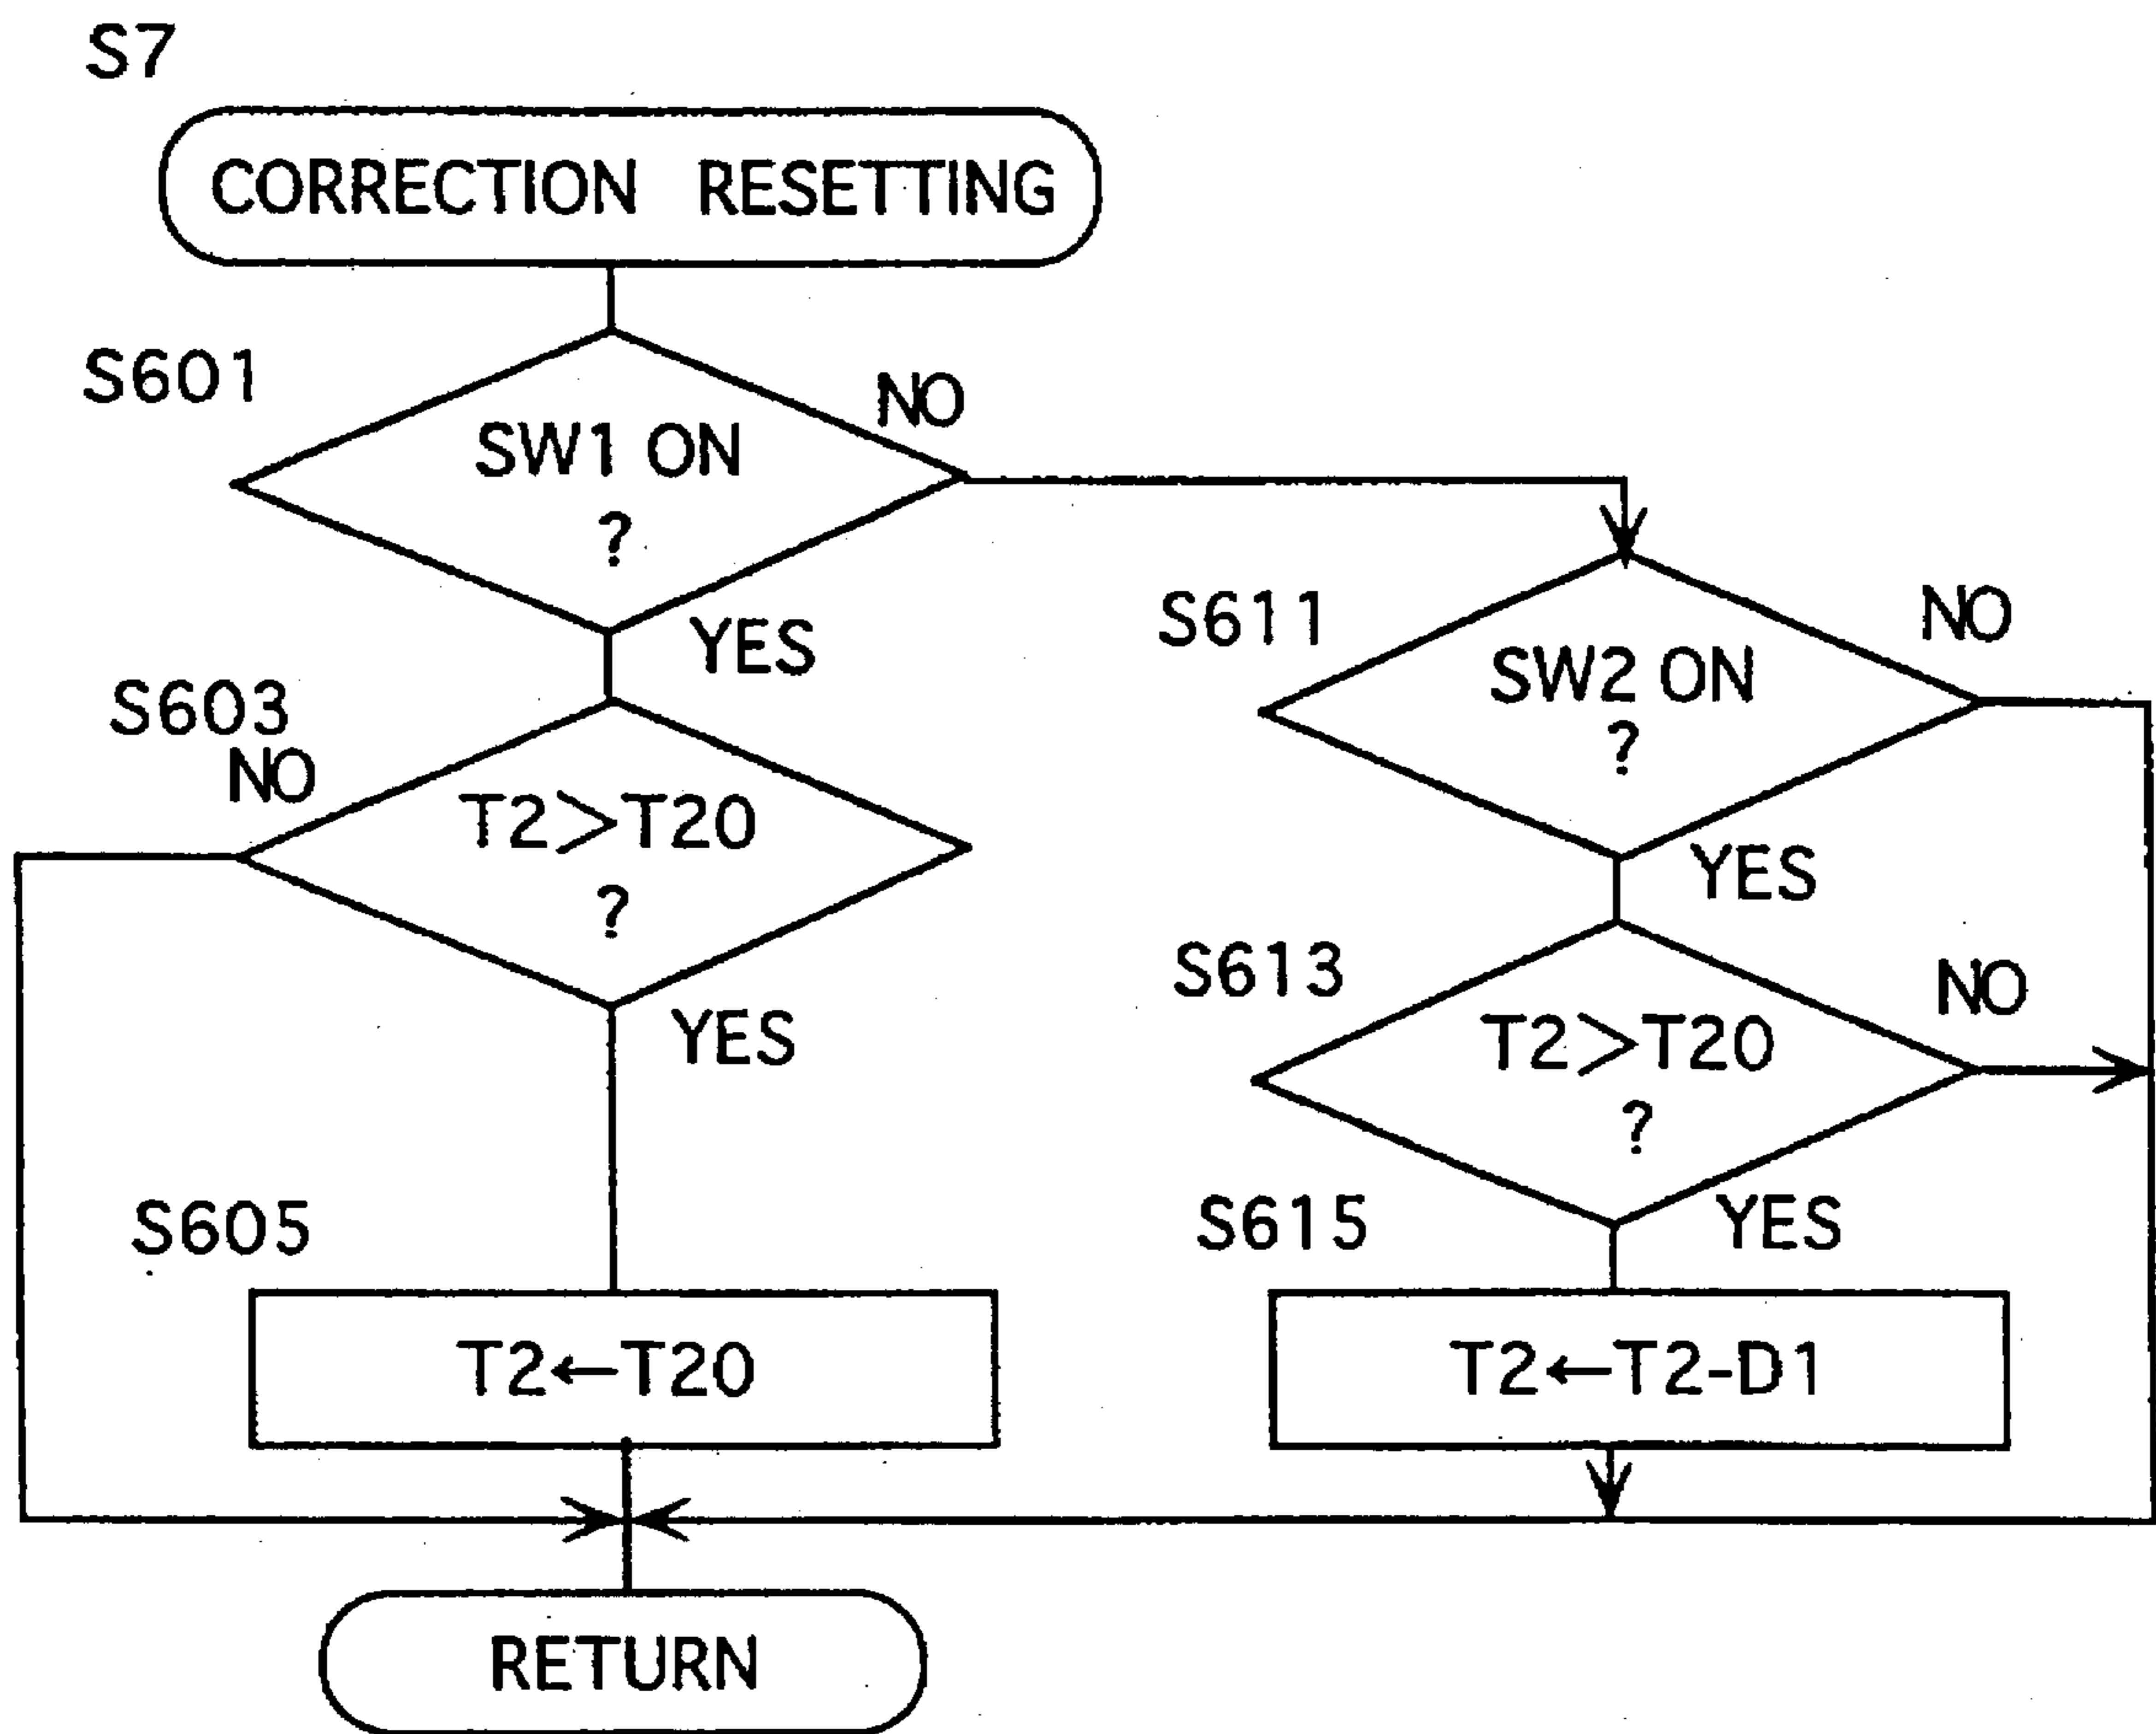 S7
CORRECTION RESETTING
S601
NO
SW1 ON
?
YES
S603
NO
T2>T20
?
YES
S605
T2←T20
S611
NO
SW2 ON
?
YES
S613
NO
T2>T20
?
S615
YES
T2←T2-D1
RETURN